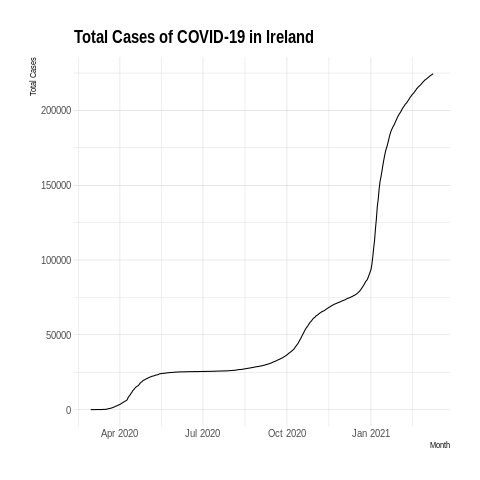 Total Cases of COVID-19 in Ireland
Total Cases
200000
150000
100000
50000
0
Apr 2020
Jul 2020
Oct 2020
Jan 2021
Month